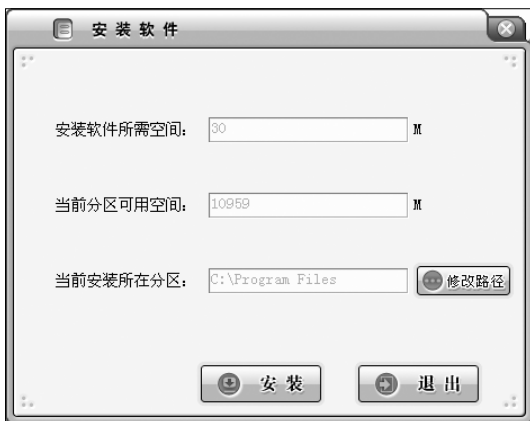 安装软件
安装软件所需空间： 30 M
当前分区可用空间： 10959 M
当前安装所在分区： C:\Program Files 修改路径
安装 退出